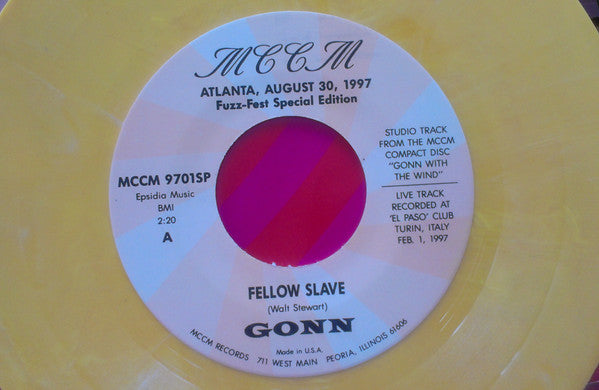 MCCM
ATLANTA, AUGUST 30, 1997
Fuzz-Fest Special Edition
MCCM 9701SP
Epsidia Music
BMI
2:20
A
STUDIO TRACK
FROM THE MCCM
COMPACT DISC
"GONN WITH
THE WIND"
LIVE TRACK
RECORDED AT
'EL PASO' CLUB
TURIN, ITALY
FEB. 1, 1997
FELLOW SLAVE
(Walt Stewart)
GONN
Made in U.S.A.
MCCM RECORDS 711 WEST MAIN PEORIA, ILLINOIS 61606